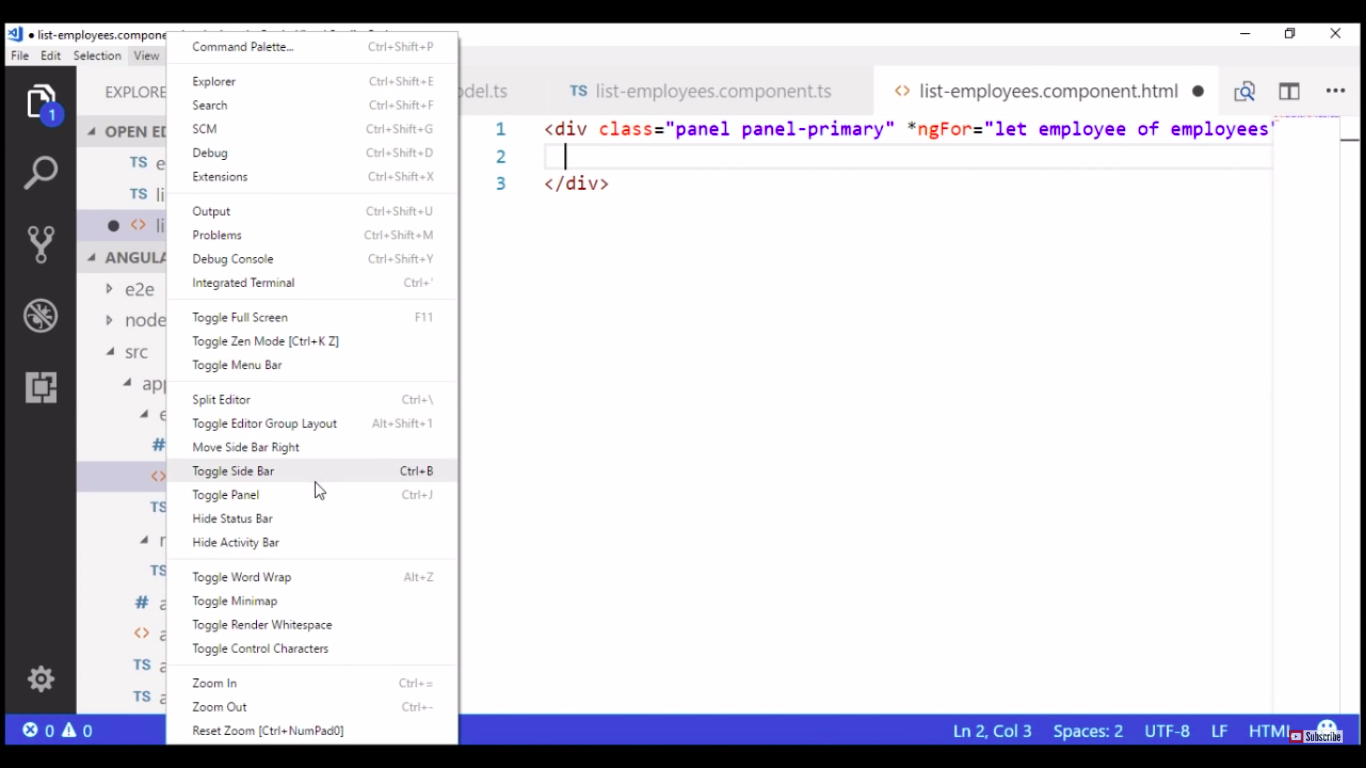 ● list-employees.compone
File Edit Selection View
1
EXPLORE
OPEN ED
TS e
TS li
<> li
ANGULA
e2e
node
src
app
e
#
<>
TS
TS
# a
<> a
TS a
TS a
Command Palette... Ctrl+Shift+P
Explorer Ctrl+Shift+E
Search Ctrl+Shift+F
SCM Ctrl+Shift+G
Debug Ctrl+Shift+D
Extensions Ctrl+Shift+X
Output Ctrl+Shift+U
Problems Ctrl+Shift+M
Debug Console Ctrl+Shift+Y
Integrated Terminal Ctrl+'
Toggle Full Screen F11
Toggle Zen Mode [Ctrl+K Z]
Toggle Menu Bar
Split Editor Ctrl+\
Toggle Editor Group Layout Alt+Shift+1
Move Side Bar Right
Toggle Side Bar Ctrl+B
Toggle Panel Ctrl+J
Hide Status Bar
Hide Activity Bar
Toggle Word Wrap Alt+Z
Toggle Minimap
Toggle Render Whitespace
Toggle Control Characters
Zoom In Ctrl+=
Zoom Out Ctrl+-
Reset Zoom [Ctrl+NumPad0]
odel.ts TS list-employees.component.ts <> list-employees.component.html ●
1 <div class="panel panel-primary" *ngFor="let employee of employees"
2
3 </div>
0 0 Ln 2, Col 3 Spaces: 2 UTF-8 LF HTML
Subscribe